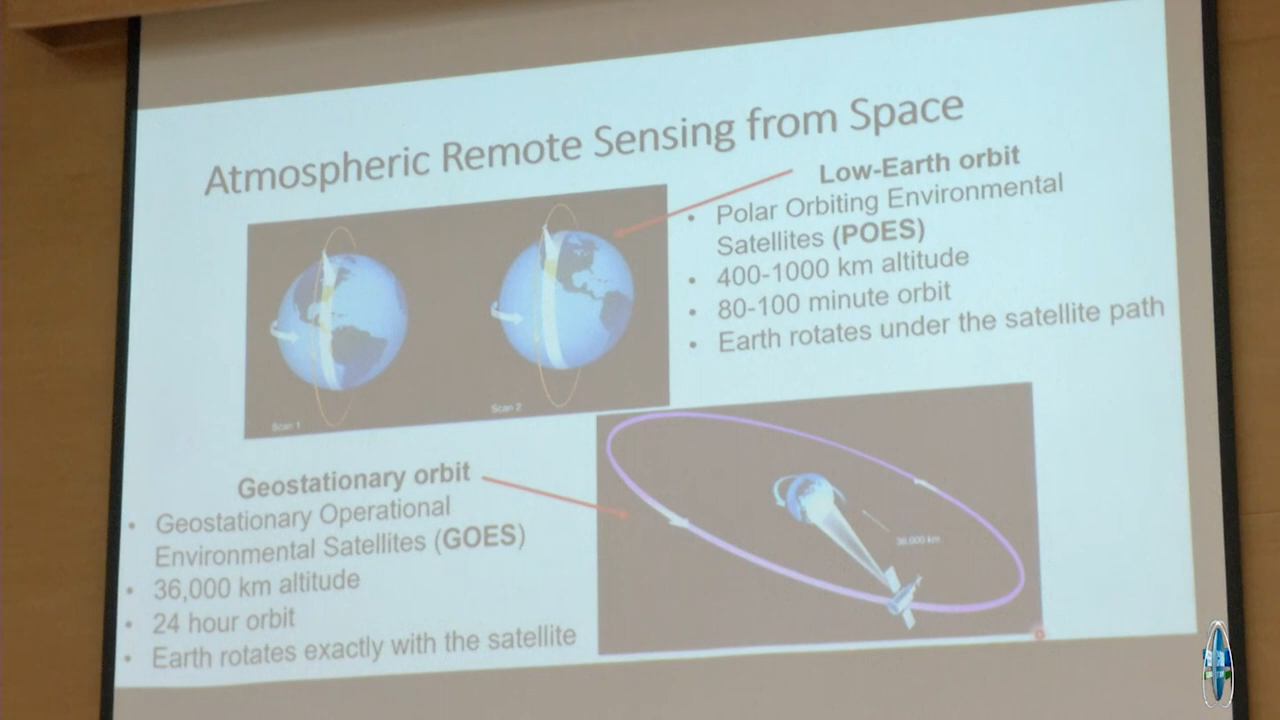 Atmospheric Remote Sensing from Space
Low-Earth orbit
• Polar Orbiting Environmental
Satellites (POES)
• 400-1000 km altitude
• 80-100 minute orbit
• Earth rotates under the satellite path
Scan 1
Scan 2
Geostationary orbit
• Geostationary Operational
Environmental Satellites (GOES)
• 36,000 km altitude
• 24 hour orbit
• Earth rotates exactly with the satellite
36,000 km